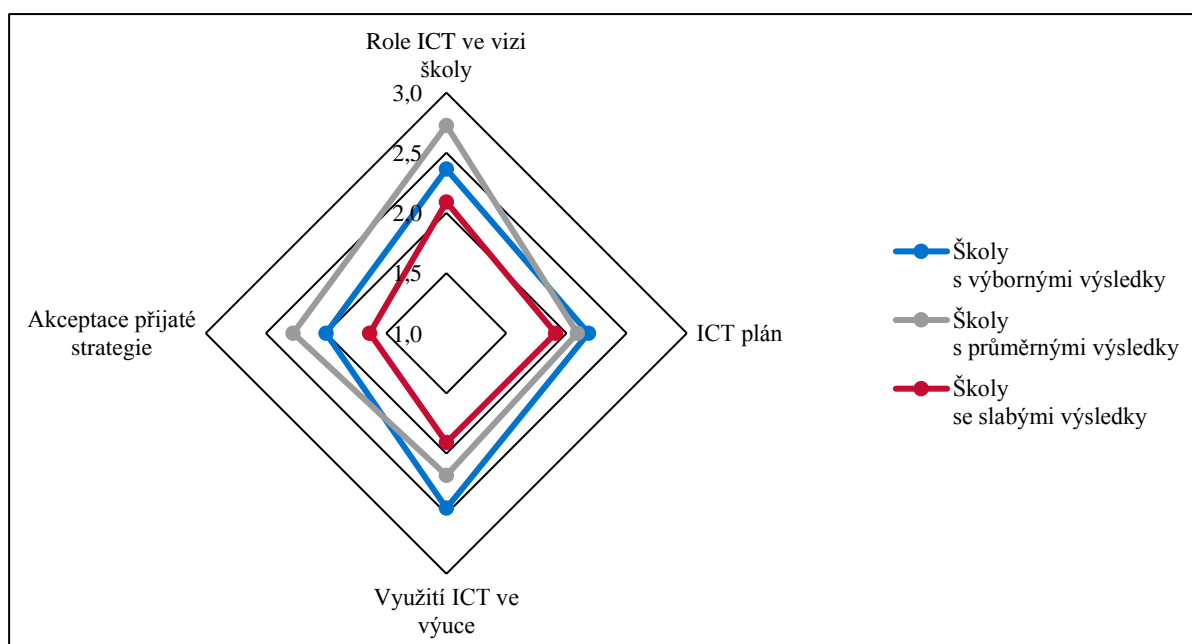 Role ICT ve vizi
školy
3,0
2,5
2,0
1,5
1,0
Akceptace přijaté
strategie
ICT plán
Využití ICT ve
výuce
Školy
s výbornými výsledky
Školy
s průměrnými výsledky
Školy
se slabými výsledky